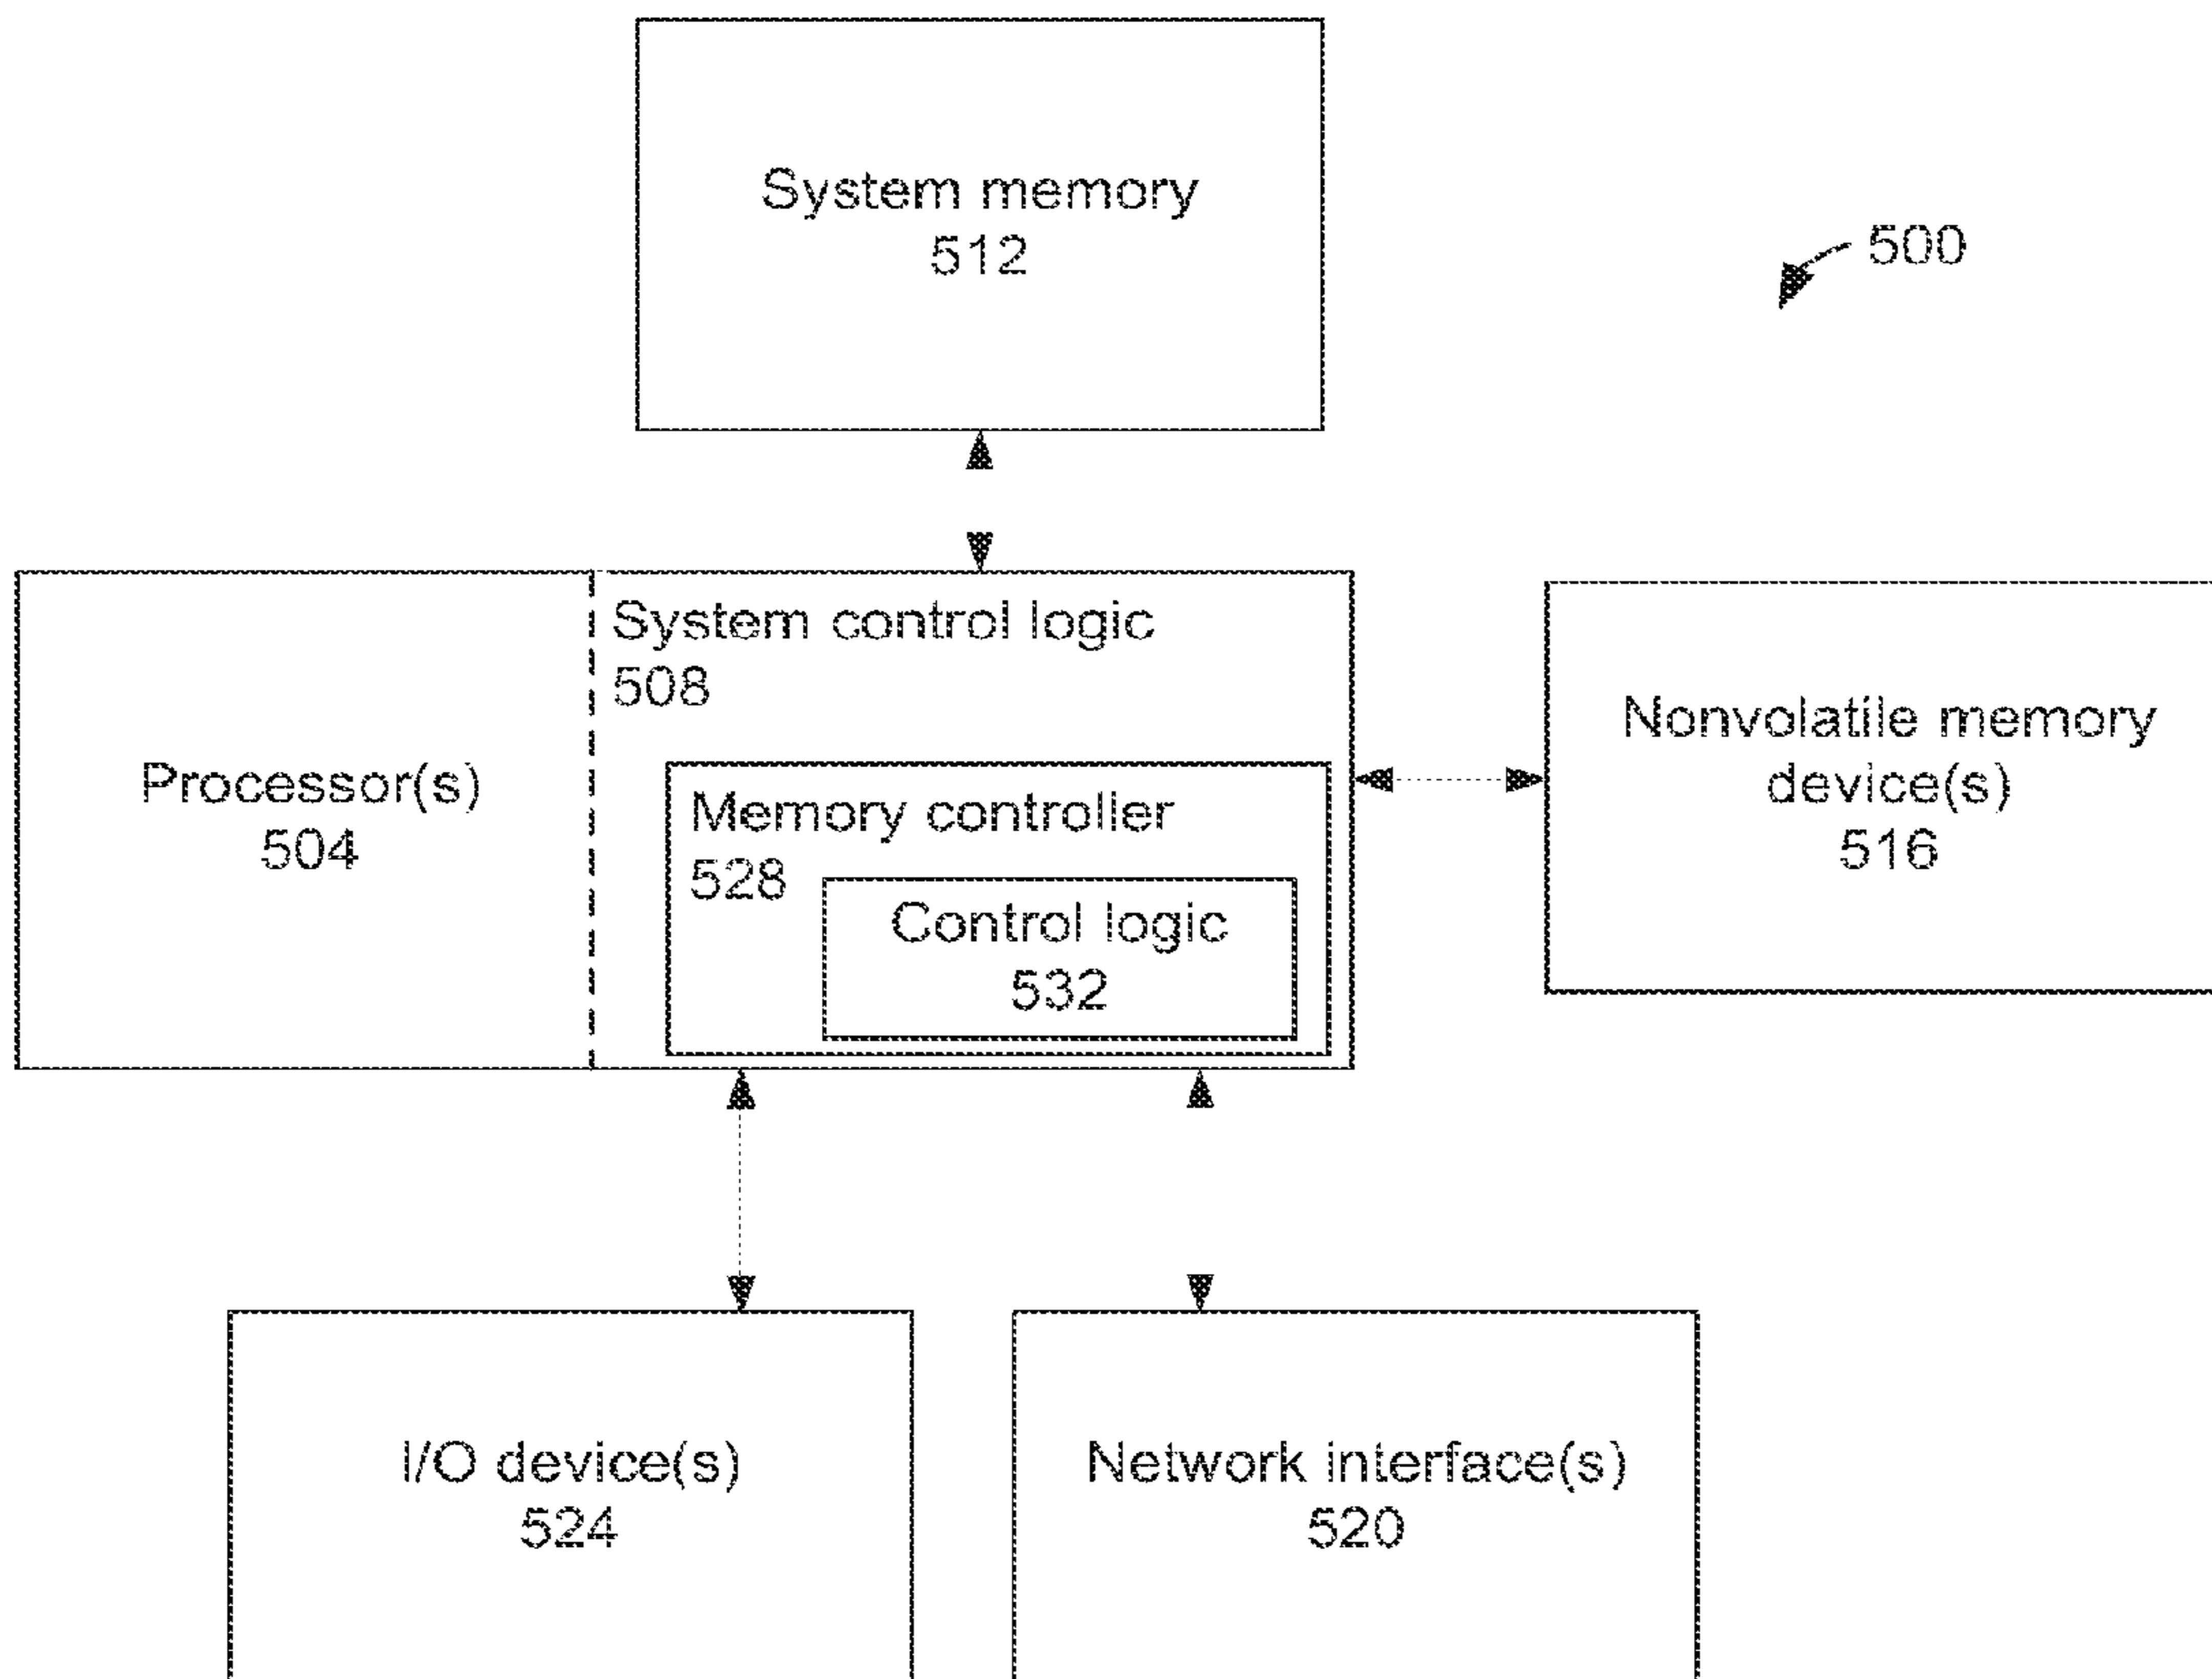 System memory
512
500
System control logic
508
Processor(s)
504
Memory controller
528
Control logic
532
Nonvolatile memory
device(s)
516
I/O device(s)
524
Network interface(s)
520